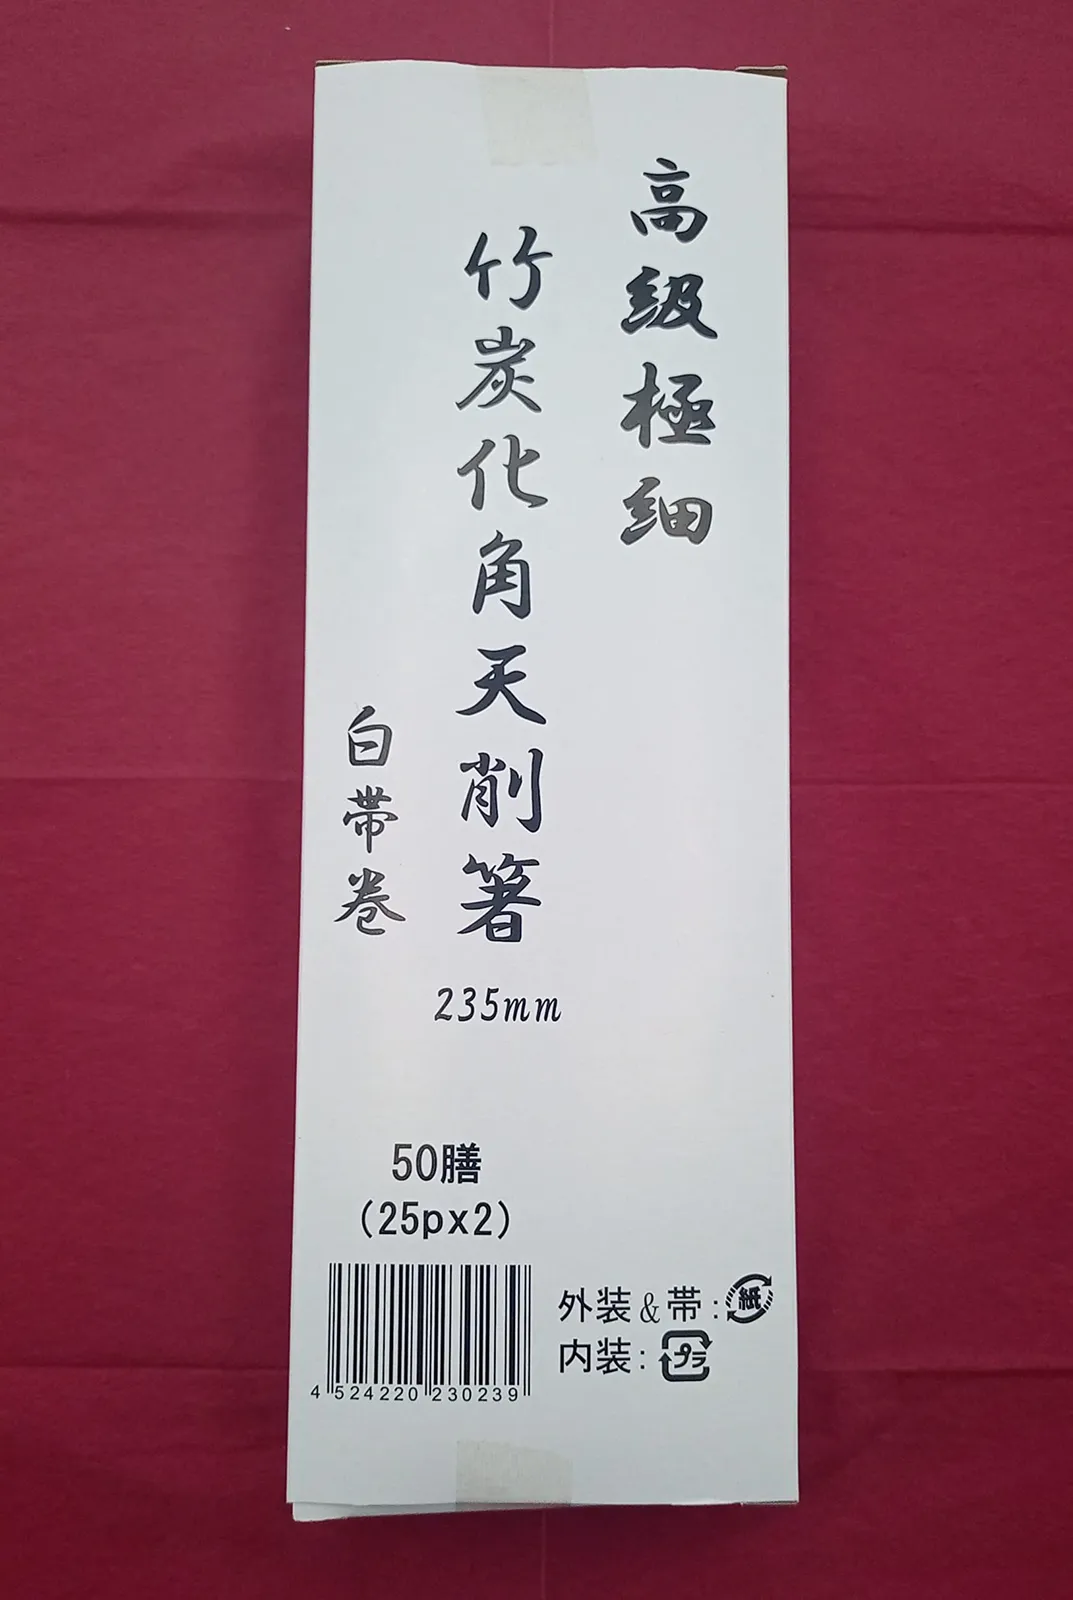 高級極細
竹炭化角天削箸
白帯巻
235mm
50膳
(25px2)
4 524220 230239
外装&帯:紙
内装:プラ